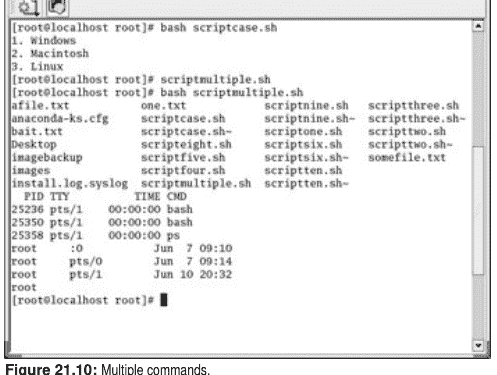 [root@localhost root]# bash scriptcase.sh
1. Windows
2. Macintosh
3. Linux
[root@localhost root]# scriptmultiple.sh
[root@localhost root]# bash scriptmultiple.sh
afile.txt one.txt scriptnine.sh scriptthree.sh
anaconda-ks.cfg scriptcase.sh scriptnine.sh~ scriptthree.sh~
bait.txt scriptcase.sh~ scriptone.sh scripttwo.sh
Desktop scripteight.sh scriptsix.sh scripttwo.sh~
imagebackup scriptfive.sh scriptsix.sh~ somefile.txt
images scriptfour.sh scriptten.sh
install.log.syslog scriptmultiple.sh scriptten.sh~
PID TTY TIME CMD
25236 pts/1 00:00:00 bash
25350 pts/1 00:00:00 bash
25358 pts/1 00:00:00 ps
root :0 Jun 7 09:10
root pts/0 Jun 7 09:14
root pts/1 Jun 10 20:32
root
[root@localhost root]#
Figure 21.10: Multiple commands.